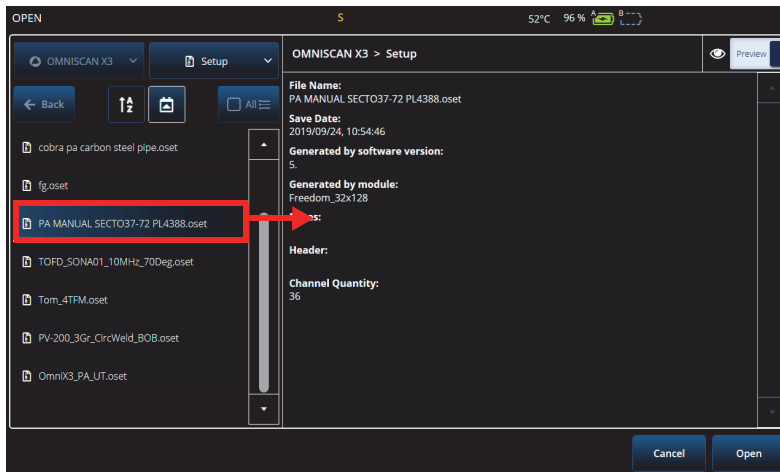 OPEN S 52°C 96 % A B
OMNISCAN X3 Setup
OMNISCAN X3 > Setup Preview
Back All
File Name:
PA MANUAL SECTO37-72 PL4388.oset
Save Date:
2019/09/24, 10:54:46
Generated by software version:
5.
Generated by module:
Freedom_32x128
Header:
Channel Quantity:
36
cobra pa carbon steel pipe.oset
fg.oset
PA MANUAL SECTO37-72 PL4388.oset
TOFD_SONA01_10MHz_70Deg.oset
Tom_4TFM.oset
PV-200_3Gr_CircWeld_BOB.oset
OmniX3_PA_UT.oset
Cancel Open